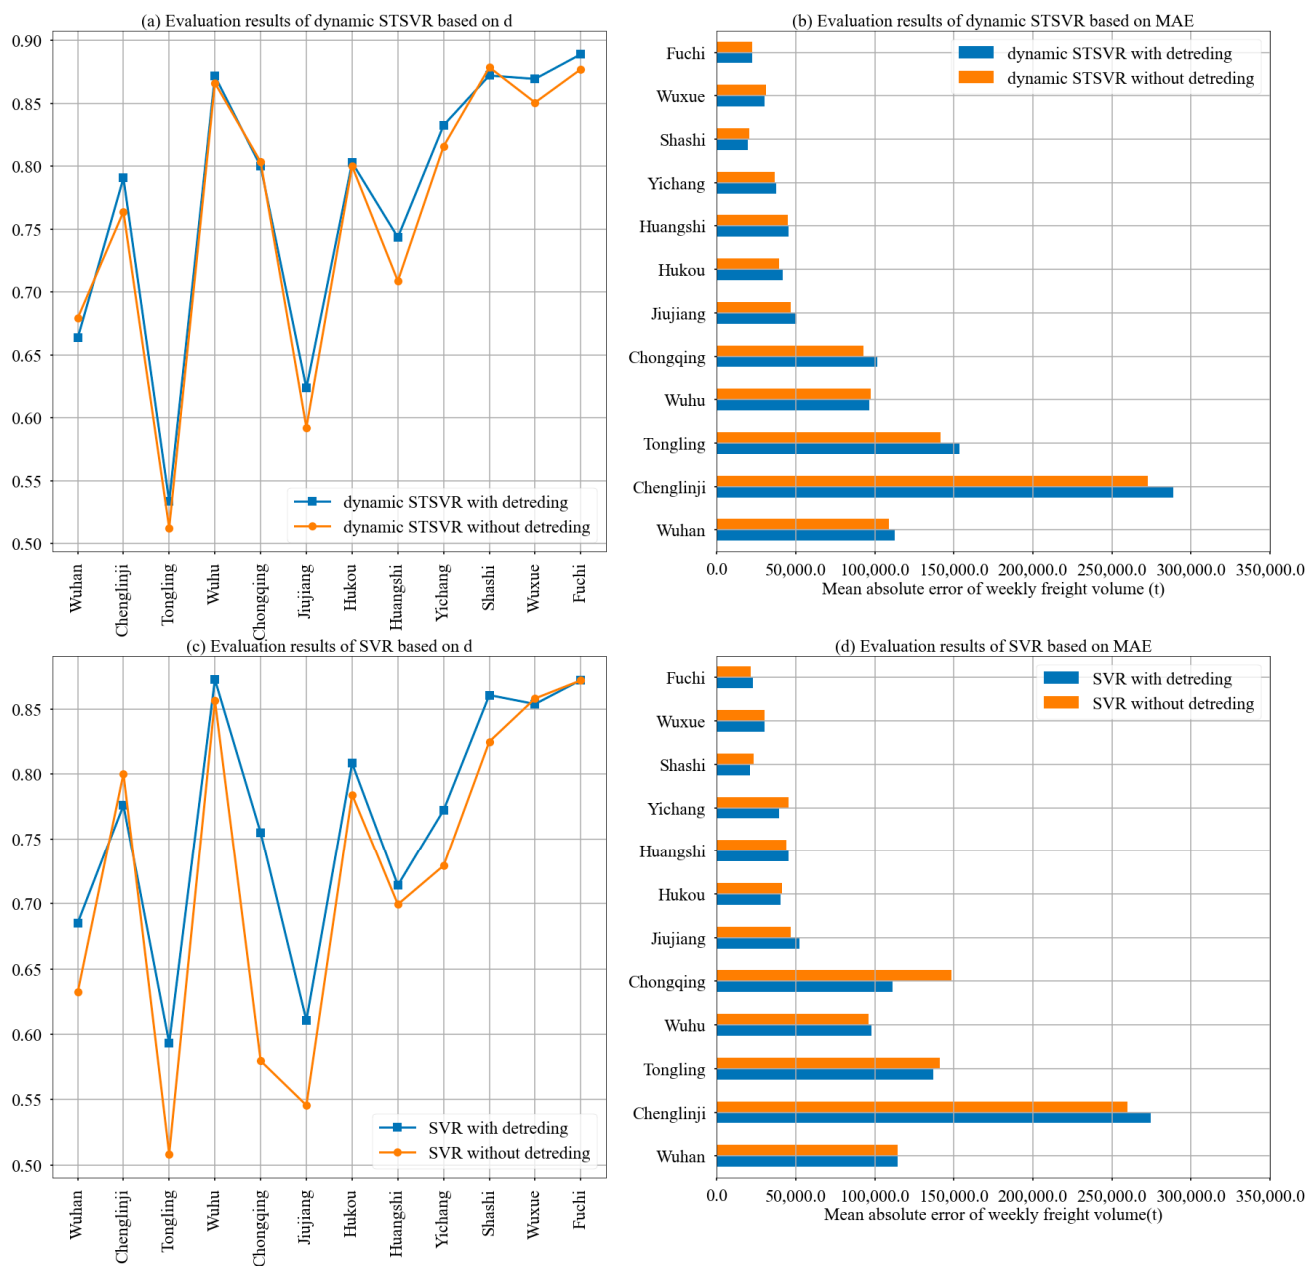 (a) Evaluation results of dynamic STSVR based on d
0.90
0.85
0.80
0.75
0.70
0.65
0.60
0.55
0.50
dynamic STSVR with detreding
dynamic STSVR without detreding
Wuhan
Chenglinji
Tongling
Wuhu
Chongqing
Jiujiang
Hukou
Huangshi
Yichang
Shashi
Wuxue
Fuchi
(b) Evaluation results of dynamic STSVR based on MAE
dynamic STSVR with detreding
dynamic STSVR without detreding
Fuchi
Wuxue
Shashi
Yichang
Huangshi
Hukou
Jiujiang
Chongqing
Wuhu
Tongling
Chenglinji
Wuhan
0.0 50,000.0 100,000.0 150,000.0 200,000.0 250,000.0 300,000.0 350,000.0
Mean absolute error of weekly freight volume (t)
(c) Evaluation results of SVR based on d
0.85
0.80
0.75
0.70
0.65
0.60
0.55
0.50
SVR with detreding
SVR without detreding
Wuhan
Chenglinji
Tongling
Wuhu
Chongqing
Jiujiang
Hukou
Huangshi
Yichang
Shashi
Wuxue
Fuchi
(d) Evaluation results of SVR based on MAE
SVR with detreding
SVR without detreding
Fuchi
Wuxue
Shashi
Yichang
Huangshi
Hukou
Jiujiang
Chongqing
Wuhu
Tongling
Chenglinji
Wuhan
0.0 50,000.0 100,000.0 150,000.0 200,000.0 250,000.0 300,000.0 350,000.0
Mean absolute error of weekly freight volume(t)